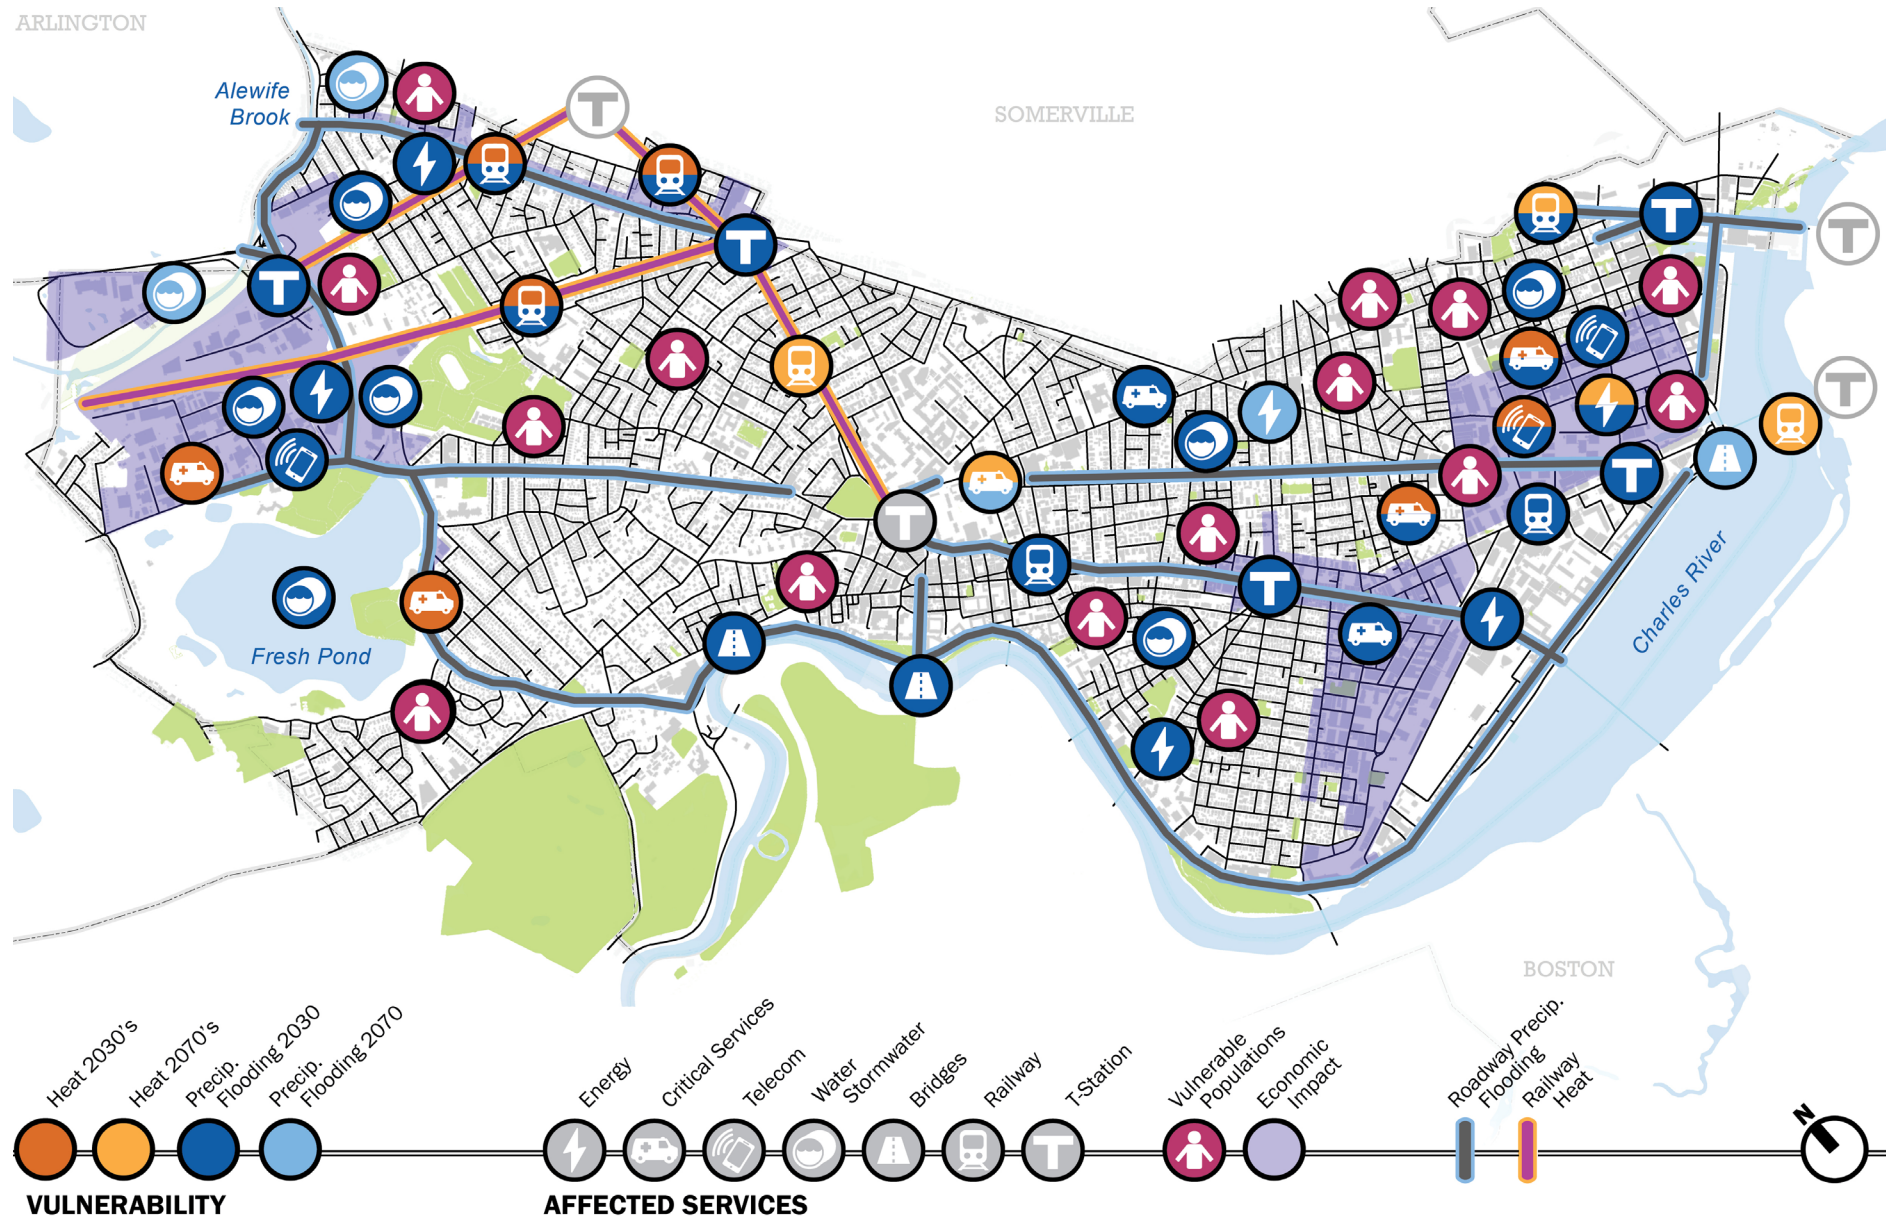 ARLINGTON
Alewife
Brook
SOMERVILLE
T
T
T
T
T
T
T
T
T
Charles River
Fresh Pond
BOSTON
Heat 2030's
Heat 2070's
Precip.
Flooding 2030
Precip.
Flooding 2070
Energy
Critical Services
Telecom
Water
Stormwater
Bridges
Railway
T-Station
Vulnerable
Populations
Economic
Impact
Roadway Precip.
Flooding
Railway
Heat
N
T
VULNERABILITY
AFFECTED SERVICES